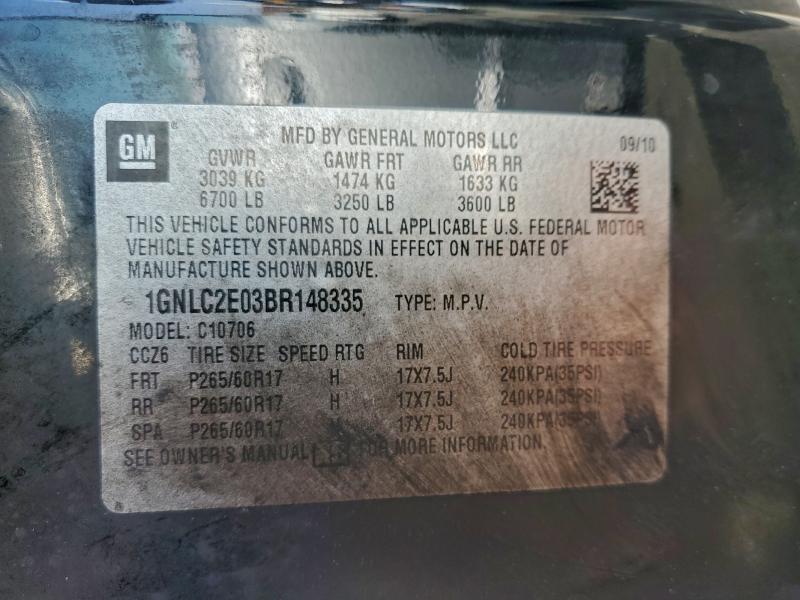 GM
MFD BY GENERAL MOTORS LLC 09/10
GVWR GAWR FRT GAWR RR
3039 KG 1474 KG 1633 KG
6700 LB 3250 LB 3600 LB
THIS VEHICLE CONFORMS TO ALL APPLICABLE U.S. FEDERAL MOTOR
VEHICLE SAFETY STANDARDS IN EFFECT ON THE DATE OF
MANUFACTURE SHOWN ABOVE.
1GNLC2E03BR148335 TYPE: M.P.V.
MODEL: C10706
CCZ6 TIRE SIZE SPEED RTG RIM COLD TIRE PRESSURE
FRT P265/60R17 H 17X7.5J 240KPA(35PSI)
RR P265/60R17 H 17X7.5J 240KPA(35PSI)
SPA P265/60R17 17X7.5J 240KPA(35PSI)
SEE OWNER'S MANUAL FOR MORE INFORMATION.